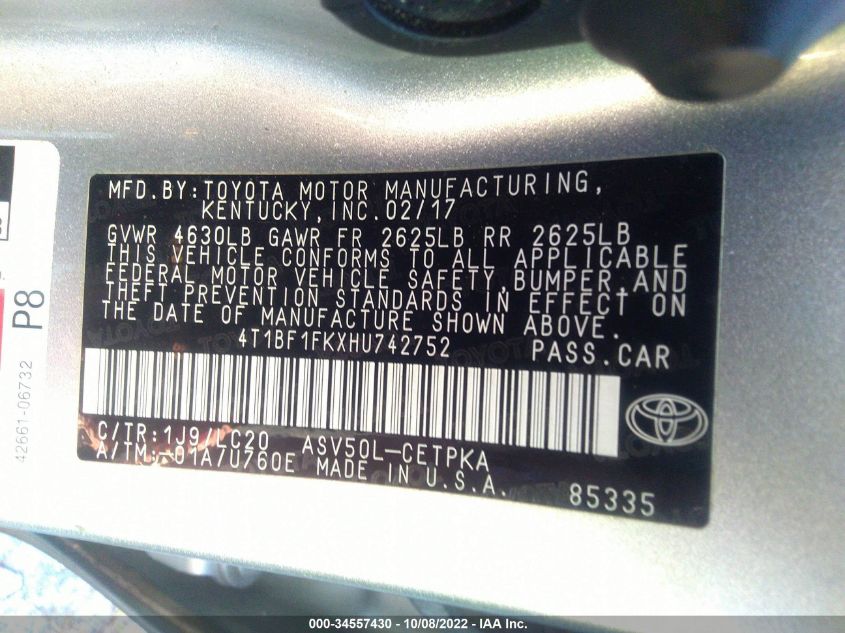 MFD.BY:TOYOTA MOTOR MANUFACTURING,
KENTUCKY,INC.02/17
GVWR 4630LB GAWR FR 2625LB RR 2625LB
THIS VEHICLE CONFORMS TO ALL APPLICABLE
FEDERAL MOTOR VEHICLE SAFETY,BUMPER,AND
THEFT PREVENTION STANDARDS IN EFFECT ON
THE DATE OF MANUFACTURE SHOWN ABOVE.
4T1BF1FKXHU742752 PASS.CAR
C/TR:1J9/LC20 ASV50L-CETPKA
A/TM:-01A7U760E MADE IN U.S.A.
85335
P8
42661-06732
000-34557430 - 10/08/2022 - IAA Inc.